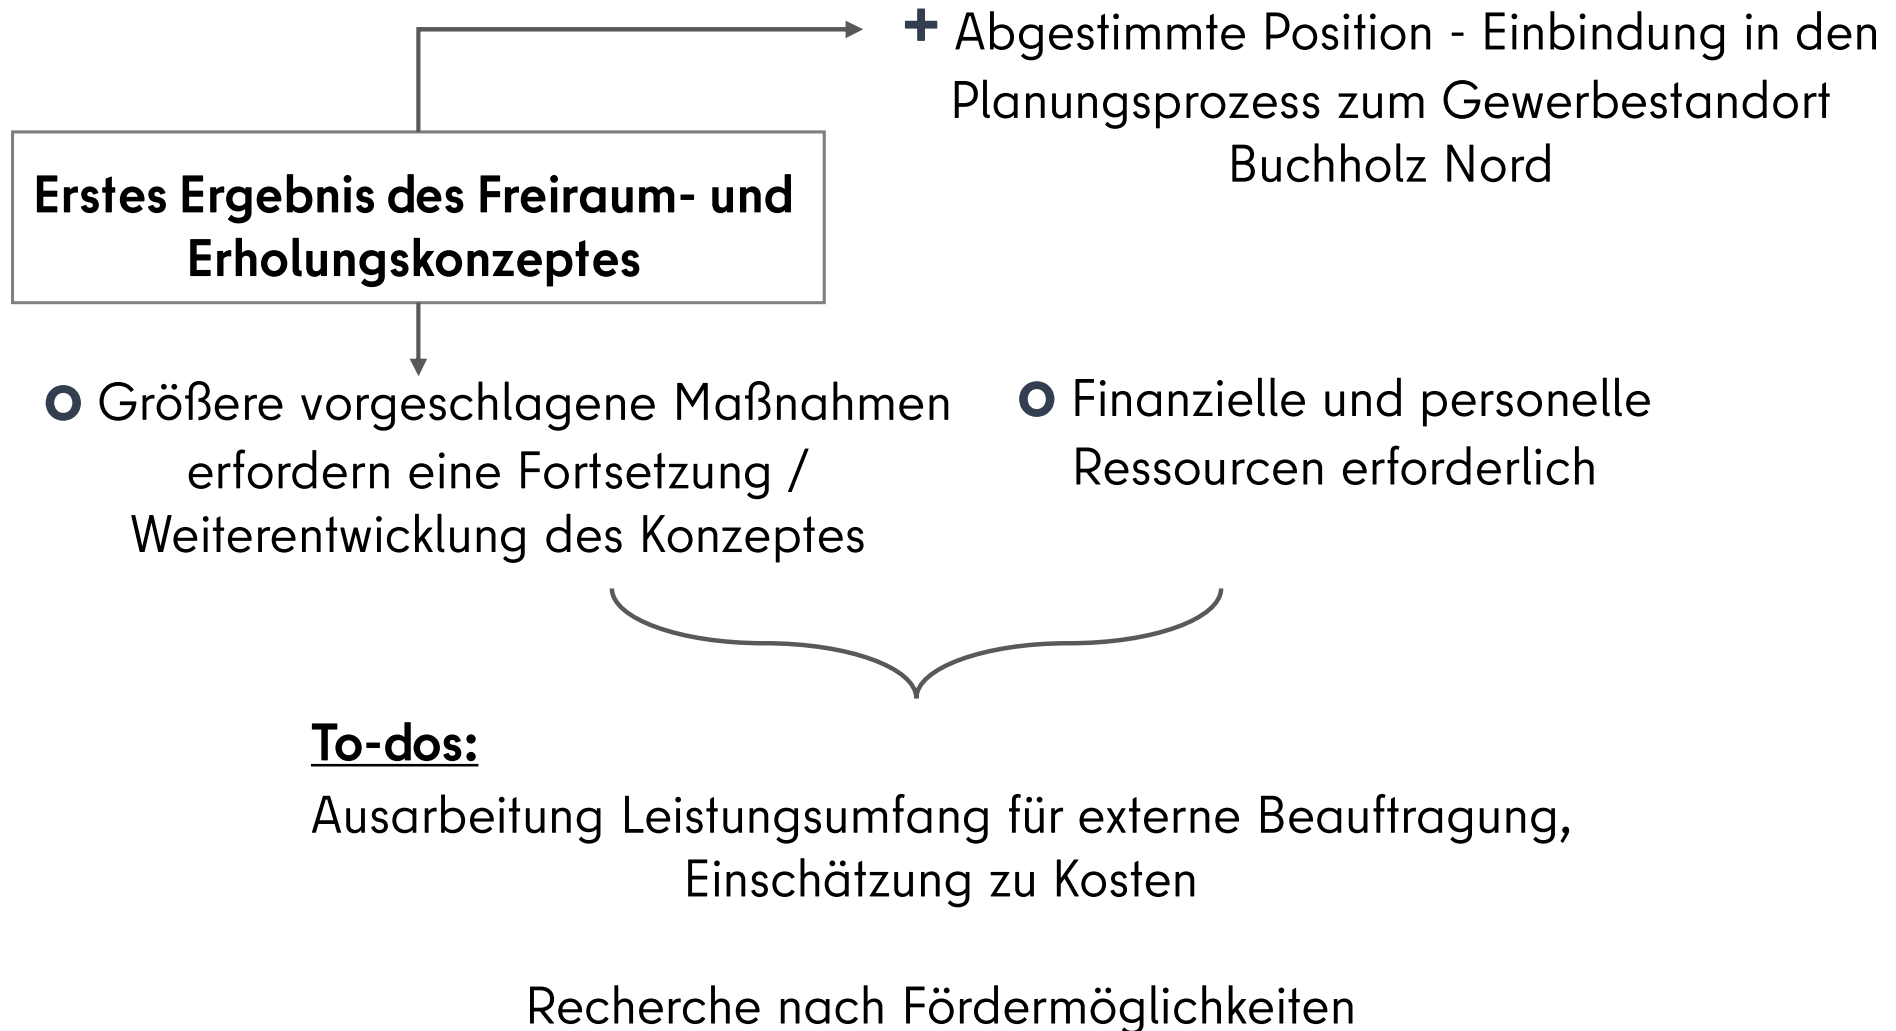 + Abgestimmte Position - Einbindung in den
Planungsprozess zum Gewerbestandort
Buchholz Nord
Erstes Ergebnis des Freiraum- und
Erholungskonzeptes
Größere vorgeschlagene Maßnahmen
erfordern eine Fortsetzung /
Weiterentwicklung des Konzeptes
Finanzielle und personelle
Ressourcen erforderlich
To-dos:
Ausarbeitung Leistungsumfang für externe Beauftragung,
Einschätzung zu Kosten
Recherche nach Fördermöglichkeiten